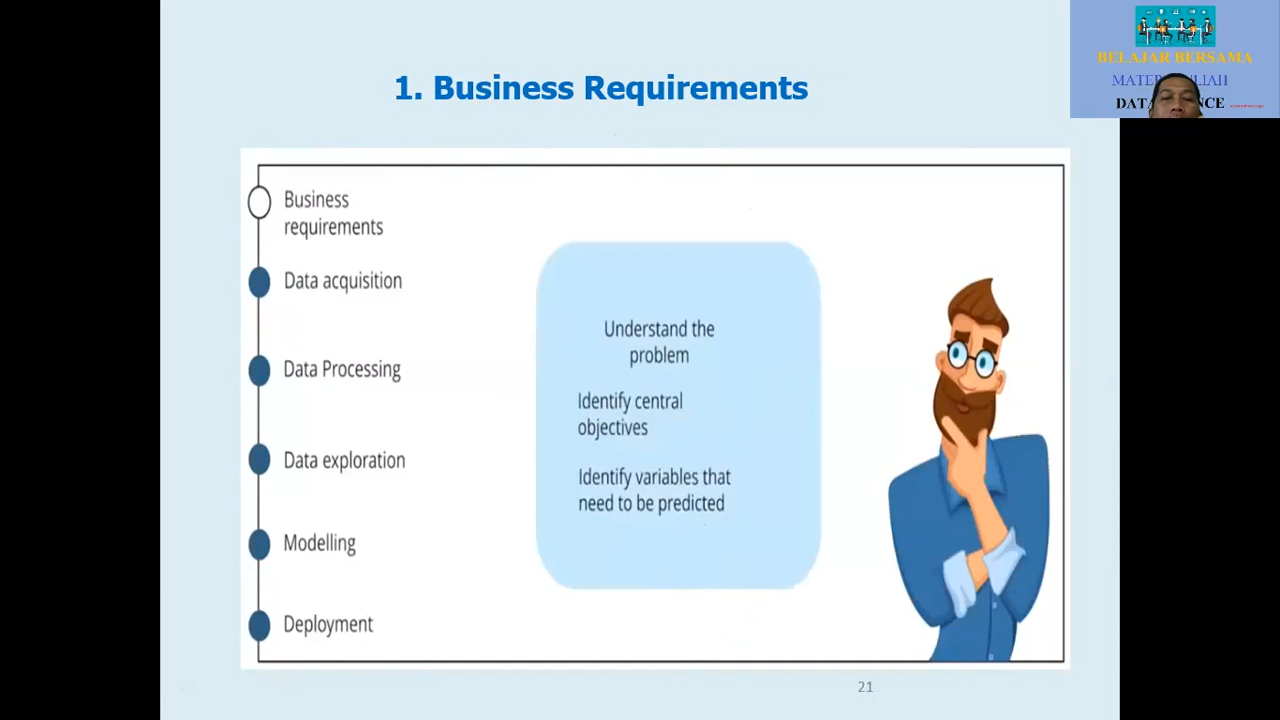 1. Business Requirements
BELAJAR BERSAMA
Business
requirements
Data acquisition
Data Processing
Data exploration
Modelling
Deployment
Understand the
problem
Identify central
objectives
Identify variables that
need to be predicted
21